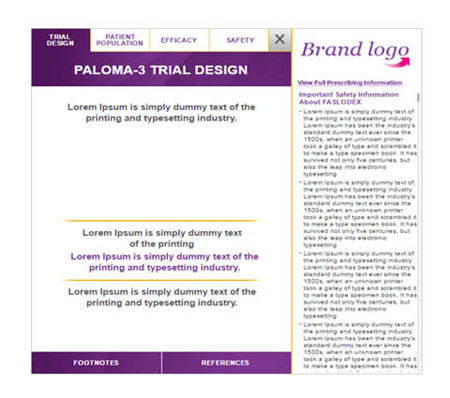 TRIAL
DESIGN
PATIENT
POPULATION
EFFICACY
SAFETY
X
PALOMA-3 TRIAL DESIGN
Lorem Ipsum is simply dummy text of the
printing and typesetting industry.
Lorem Ipsum is simply dummy text
of the printing
Lorem Ipsum is simply dummy text of the
printing and typesetting industry.
Lorem Ipsum is simply dummy text of the
printing and typesetting industry.
FOOTNOTES
REFERENCES
Brand logo
View Full Prescribing Information
Important Safety Information
About FASLODEX
• Lorem Ipsum is simply dummy text of
the printing and typesetting industry.
Lorem Ipsum has been the industry's
standard dummy text ever since the
1500s, when an unknown printer
took a galley of type and scrambled it
to make a type specimen book. It has
survived not only five centuries, but
also the leap into electronic
typesetting
• Lorem Ipsum is simply dummy text of
the printing and typesetting industry.
Lorem Ipsum has been the industry's
standard dummy text ever since the
1500s, when an unknown printer
took a galley of type and scrambled it
to make a type specimen book. It has
survived not only five centuries, but
also the leap into electronic
typesetting
• Lorem Ipsum is simply dummy text of
the printing and typesetting industry.
Lorem Ipsum has been the industry's
standard dummy text ever since the
1500s, when an unknown printer
took a galley of type and scrambled it
to make a type specimen book. It has
survived not only five centuries, but
also the leap into electronic
typesetting
• Lorem Ipsum is simply dummy text of
the printing and typesetting industry.
Lorem Ipsum has been the industry's
standard dummy text ever since the
1500s, when an unknown printer
took a galley of type and scrambled it